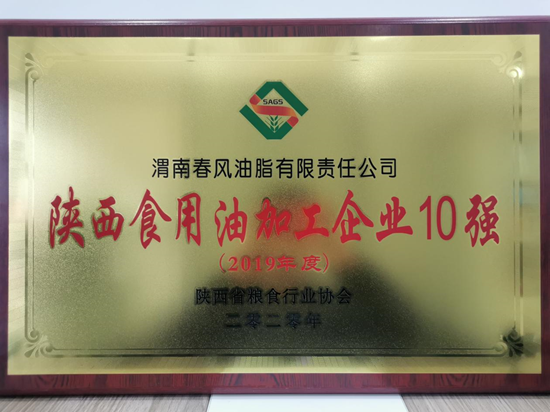 SAGS
渭南春风油脂有限责任公司
陕西食用油加工企业10强
(2019年度)
陕西省粮食行业协会
二零二零年